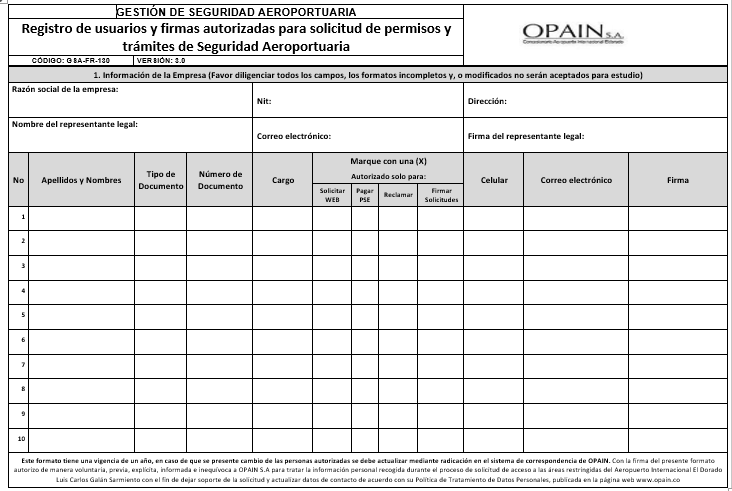 GESTIÓN DE SEGURIDAD AEROPORTUARIA
Registro de usuarios y firmas autorizadas para solicitud de permisos y
trámites de Seguridad Aeroportuaria
CÓDIGO: GSA-FR-130 VERSIÓN: 3.0
OPAIN S.A.
Concesionario Aeropuerto Internacional Eldorado
1. Información de la Empresa (Favor diligenciar todos los campos, los formatos incompletos y, o modificados no serán aceptados para estudio)
Razón social de la empresa:
Nit:
Dirección:
Nombre del representante legal:
Correo electrónico:
Firma del representante legal:
No
Apellidos y Nombres
Tipo de
Documento
Número de
Documento
Cargo
Marque con una (X)
Autorizado solo para:
Solicitar
WEB
Pagar
PSE
Reclamar
Firmar
Solicitudes
Celular
Correo electrónico
Firma
1
2
3
4
5
6
7
8
9
10
Este formato tiene una vigencia de un año, en caso de que se presente cambio de las personas autorizadas se debe actualizar mediante radicación en el sistema de correspondencia de OPAIN. Con la firma del presente formato
autorizo de manera voluntaria, previa, explícita, informada e inequívoca a OPAIN S.A para tratar la información personal recogida durante el proceso de solicitud de acceso a las áreas restringidas del Aeropuerto Internacional El Dorado
Luis Carlos Galán Sarmiento con el fin de dejar soporte de la solicitud y actualizar datos de contacto de acuerdo con su Política de Tratamiento de Datos Personales, publicada en la página web www.opain.co